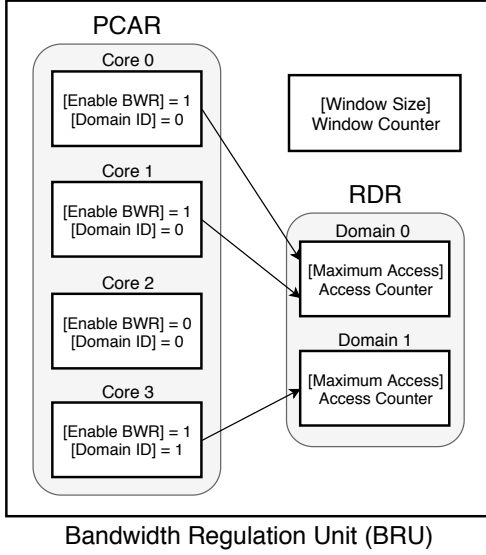 PCAR
Core 0
[Enable BWR] = 1
[Domain ID] = 0
Core 1
[Enable BWR] = 1
[Domain ID] = 0
Core 2
[Enable BWR] = 0
[Domain ID] = 0
Core 3
[Enable BWR] = 1
[Domain ID] = 1
[Window Size]
Window Counter
RDR
Domain 0
[Maximum Access]
Access Counter
Domain 1
[Maximum Access]
Access Counter
Bandwidth Regulation Unit (BRU)